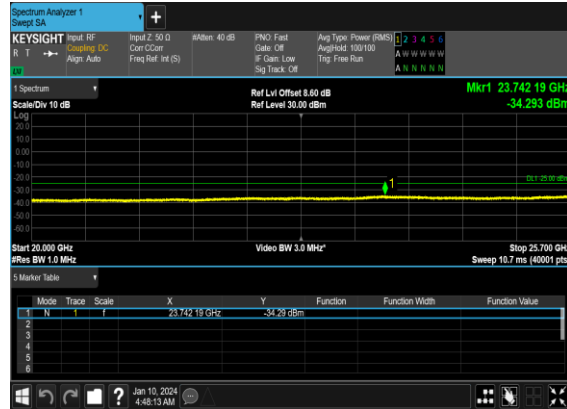 Spectrum Analyzer 1
Swept SA
+
KEYSIGHT Input: RF Input Z: 50 Ω #Atten: 40 dB PNO: Fast Avg Type: Power (RMS) 1 2 3 4 5 6
R T Coupling: DC Corr CCorr Gate: Off Avg|Hold: 100/100 A W W W W W
Align: Auto Freq Ref: Int (S) IF Gain: Low Trig: Free Run
Sig Track: Off A N N N N N
1 Spectrum Ref Lvl Offset 8.60 dB Mkr1 23.742 19 GHz
Scale/Div 10 dB Ref Level 30.00 dBm -34.293 dBm
Log
20.0
10.0
0.00
-10.0
-20.0 1 DL1 -25.00 dBm
-30.0
-40.0
-50.0
-60.0
Start 20.000 GHz Video BW 3.0 MHz* Stop 25.700 GHz
#Res BW 1.0 MHz Sweep 10.7 ms (40001 pts)
5 Marker Table
Mode Trace Scale X Y Function Function Width Function Value
1 N 1 f 23.742 19 GHz -34.29 dBm
2
3
4
5
6
? Jan 10, 2024
4:48:13 AM